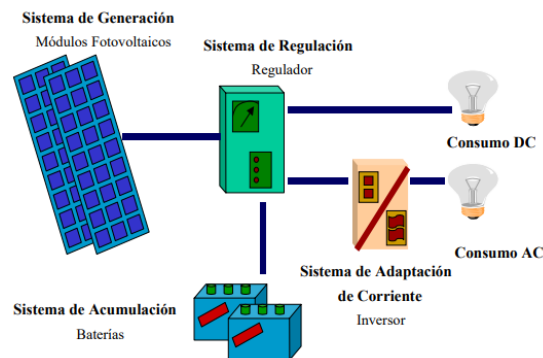 Sistema de Generación
Módulos Fotovoltaicos
Sistema de Regulación
Regulador
Consumo DC
Consumo AC
Sistema de Adaptación
de Corriente
Inversor
Sistema de Acumulación
Baterías